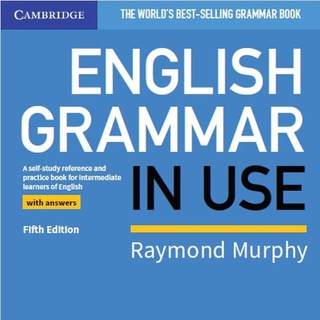 CAMBRIDGE
THE WORLD'S BEST-SELLING GRAMMAR BOOK
ENGLISH
GRAMMAR
IN USE
A self-study reference and
practice book for intermediate
learners of English
with answers
Fifth Edition
Raymond Murphy